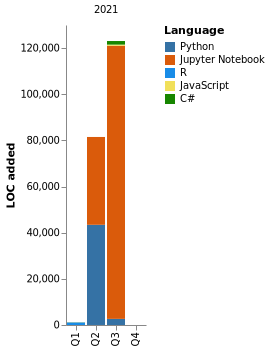 2021
Language
Python
Jupyter Notebook
R
JavaScript
C#
LOC added
120,000
100,000
80,000
60,000
40,000
20,000
0
Q1
Q2
Q3
Q4